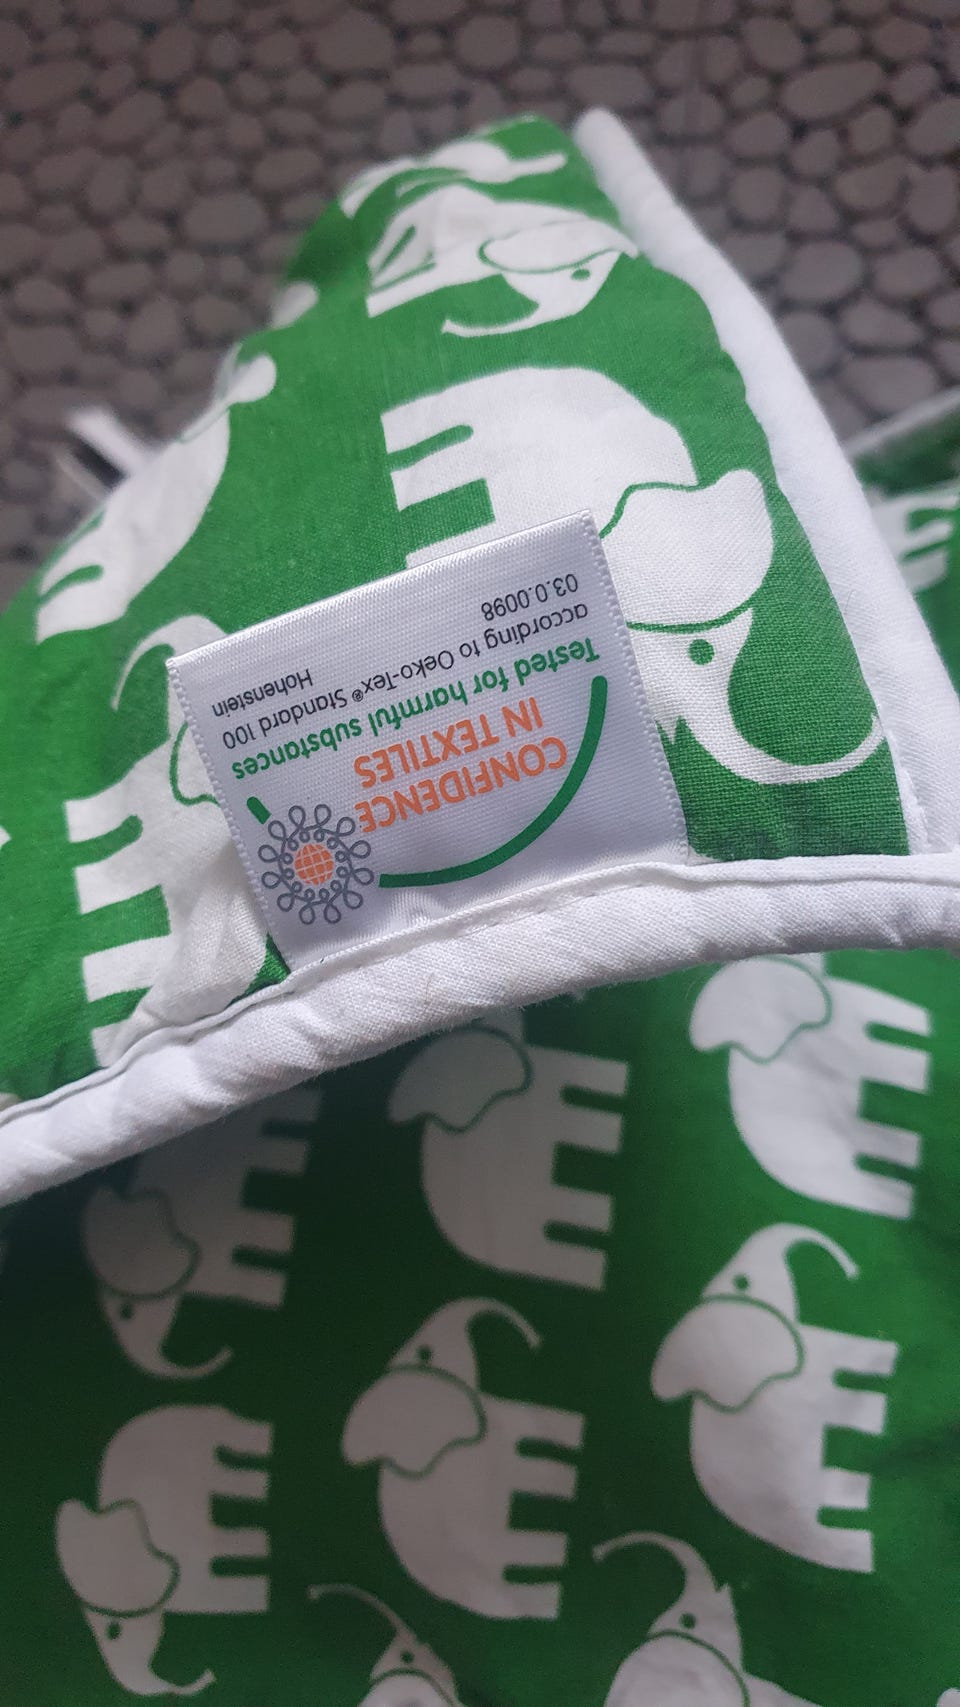 CONFIDENCE
IN TEXTILES
Tested for harmful substances
according to Oeko-Tex® Standard 100
03.0.0098 Hohenstein